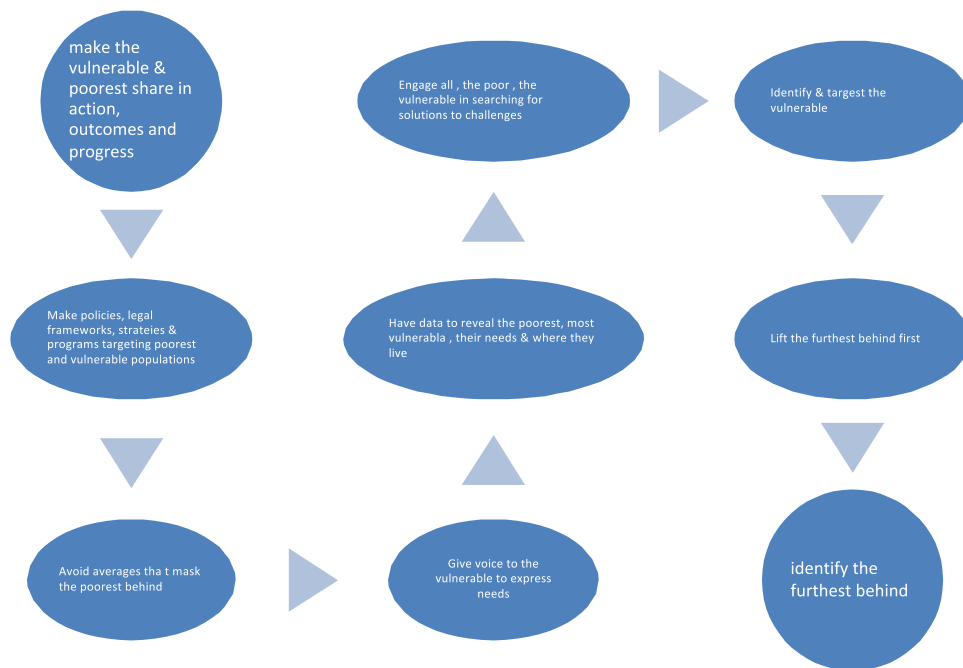 make the
vulnerable &
poorest share in
action,
outcomes and
progress
Make policies, legal
frameworks, strateies &
programs targeting poorest
and vulnerable populations
Avoid averages tha t mask
the poorest behind
Give voice to the
vulnerable to express
needs
Have data to reveal the poorest, most
vulnerabla , their needs & where they
live
Engage all , the poor , the
vulnerable in searching for
solutions to challenges
Identify & targest the
vulnerable
Lift the furthest behind first
identify the
furthest behind